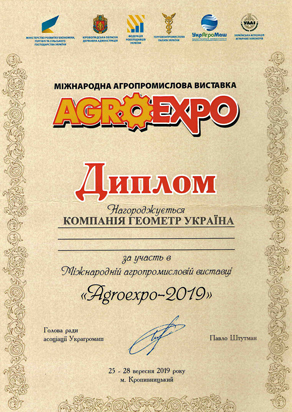 УкрАгроМаш
МІЖНАРОДНА АГРОПРОМИСЛОВА ВИСТАВКА
AGROEXPO
Диплом
Нагороджується
КОМПАНІЯ ГЕОМЕТР УКРАЇНА
за участь в
Міжнародній агропромисловій виставці
«Agroexpo-2019»
Голова ради
асоціації Украгромаш
Павло Штутман
25 - 28 вересня 2019 року
м. Кропивницький